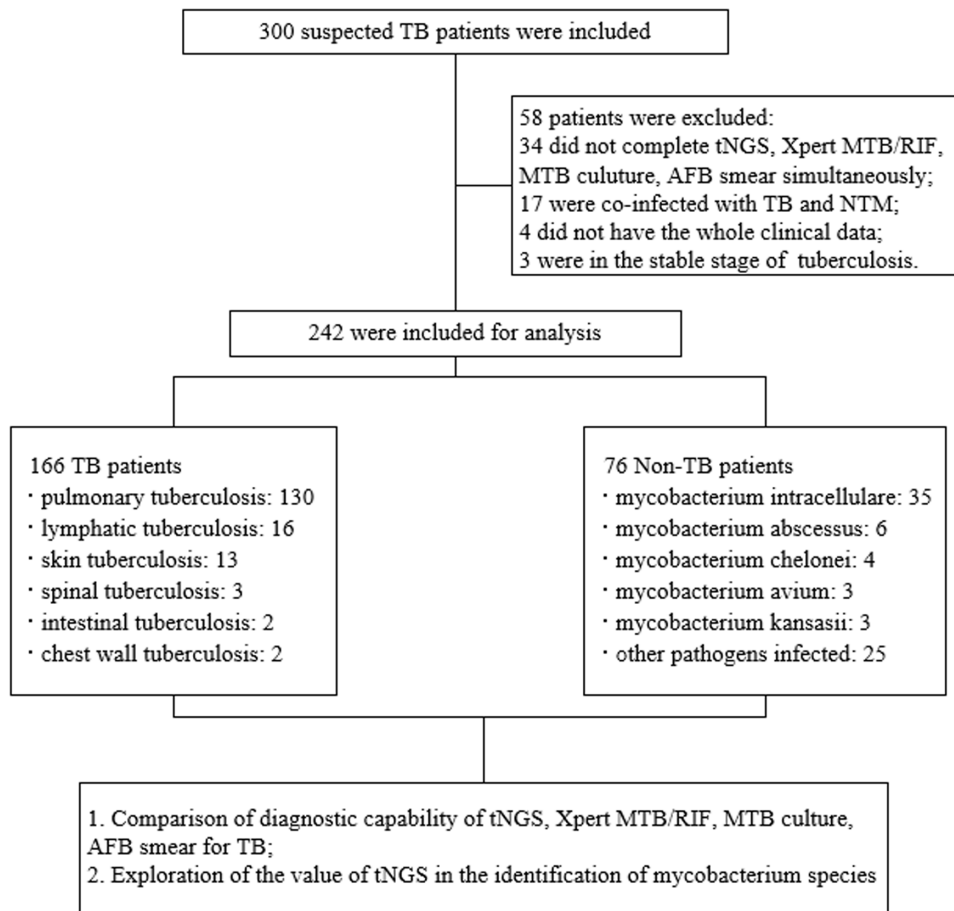 300 suspected TB patients were included
58 patients were excluded:
34 did not complete tNGS, Xpert MTB/RIF,
MTB culuture, AFB smear simultaneously;
17 were co-infected with TB and NTM;
4 did not have the whole clinical data;
3 were in the stable stage of tuberculosis.
242 were included for analysis
166 TB patients
· pulmonary tuberculosis: 130
· lymphatic tuberculosis: 16
· skin tuberculosis: 13
· spinal tuberculosis: 3
· intestinal tuberculosis: 2
· chest wall tuberculosis: 2
76 Non-TB patients
· mycobacterium intracellulare: 35
· mycobacterium abscessus: 6
· mycobacterium chelonei: 4
· mycobacterium avium: 3
· mycobacterium kansasii: 3
· other pathogens infected: 25
1. Comparison of diagnostic capability of tNGS, Xpert MTB/RIF, MTB culture,
AFB smear for TB;
2. Exploration of the value of tNGS in the identification of mycobacterium species